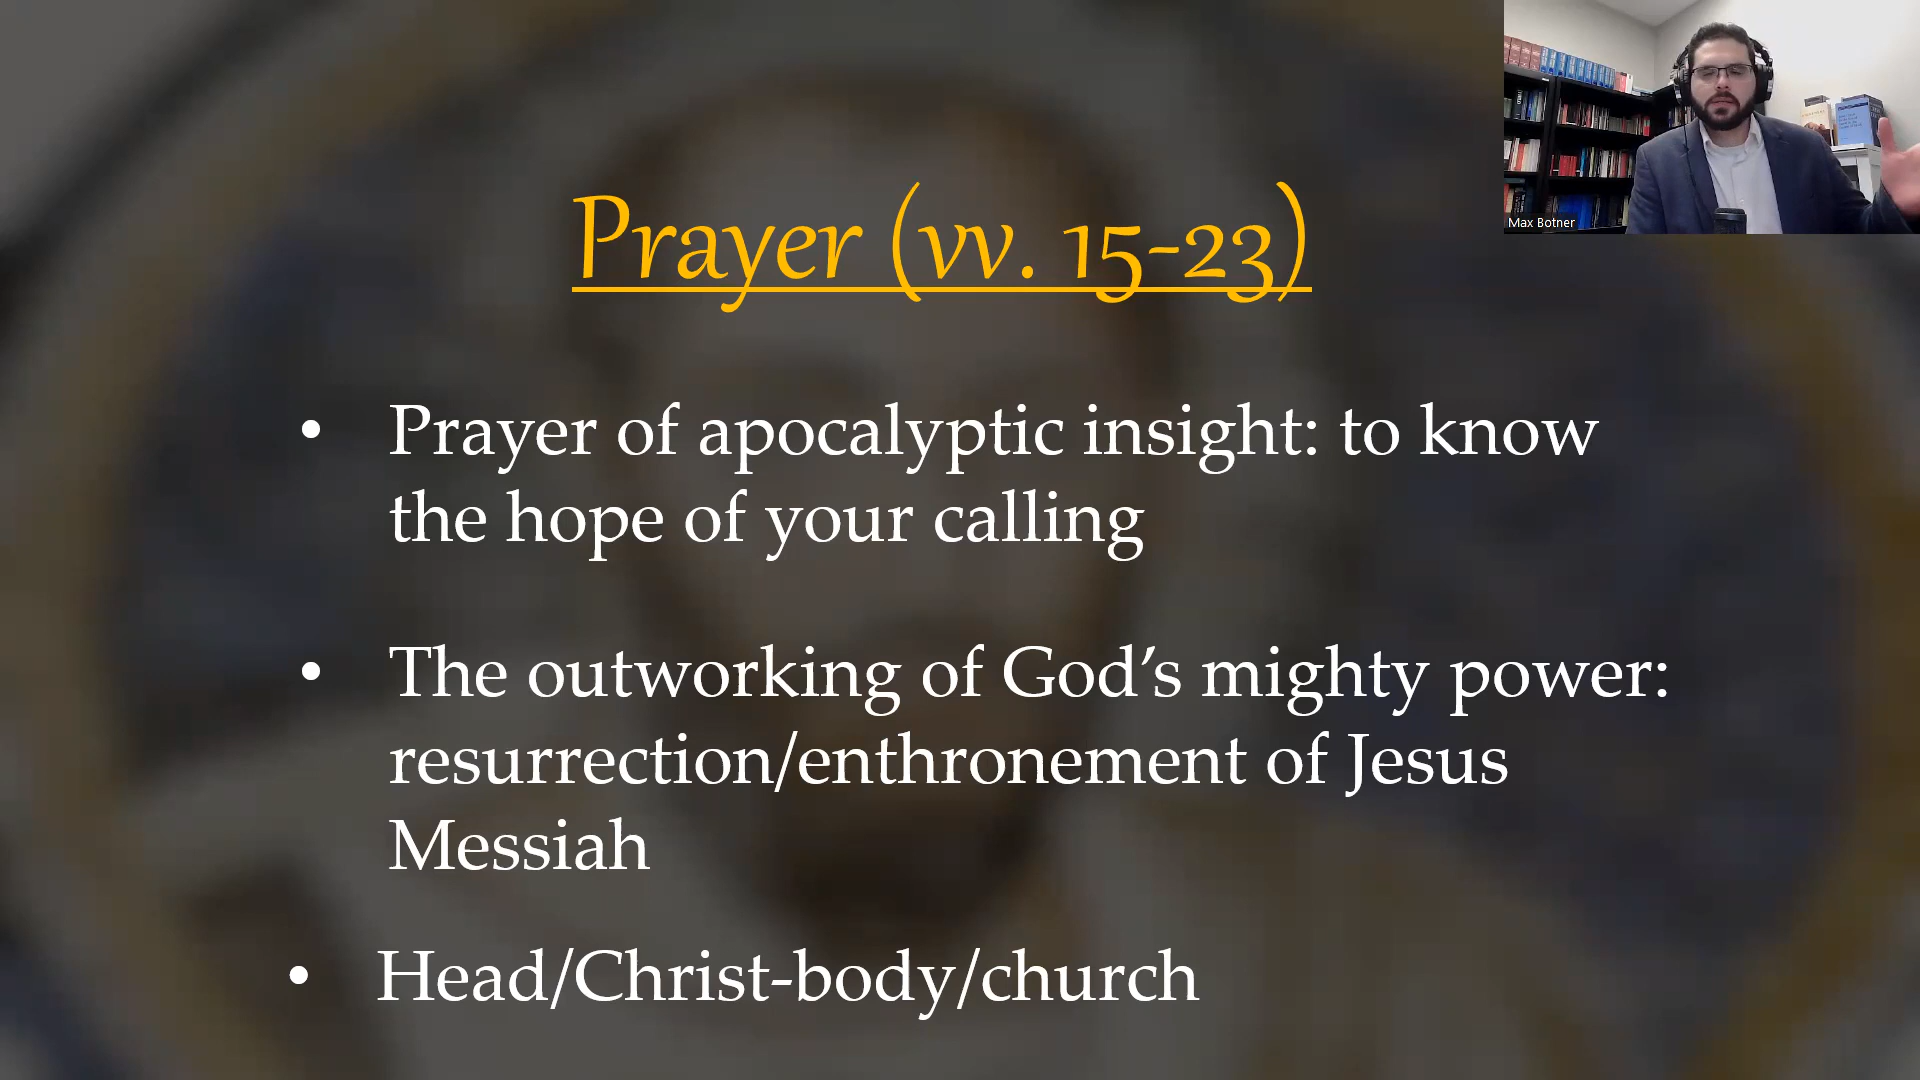 Prayer (vv. 15-23)
Max Botner
• Prayer of apocalyptic insight: to know
the hope of your calling
• The outworking of God’s mighty power:
resurrection/enthronement of Jesus
Messiah
• Head/Christ-body/church